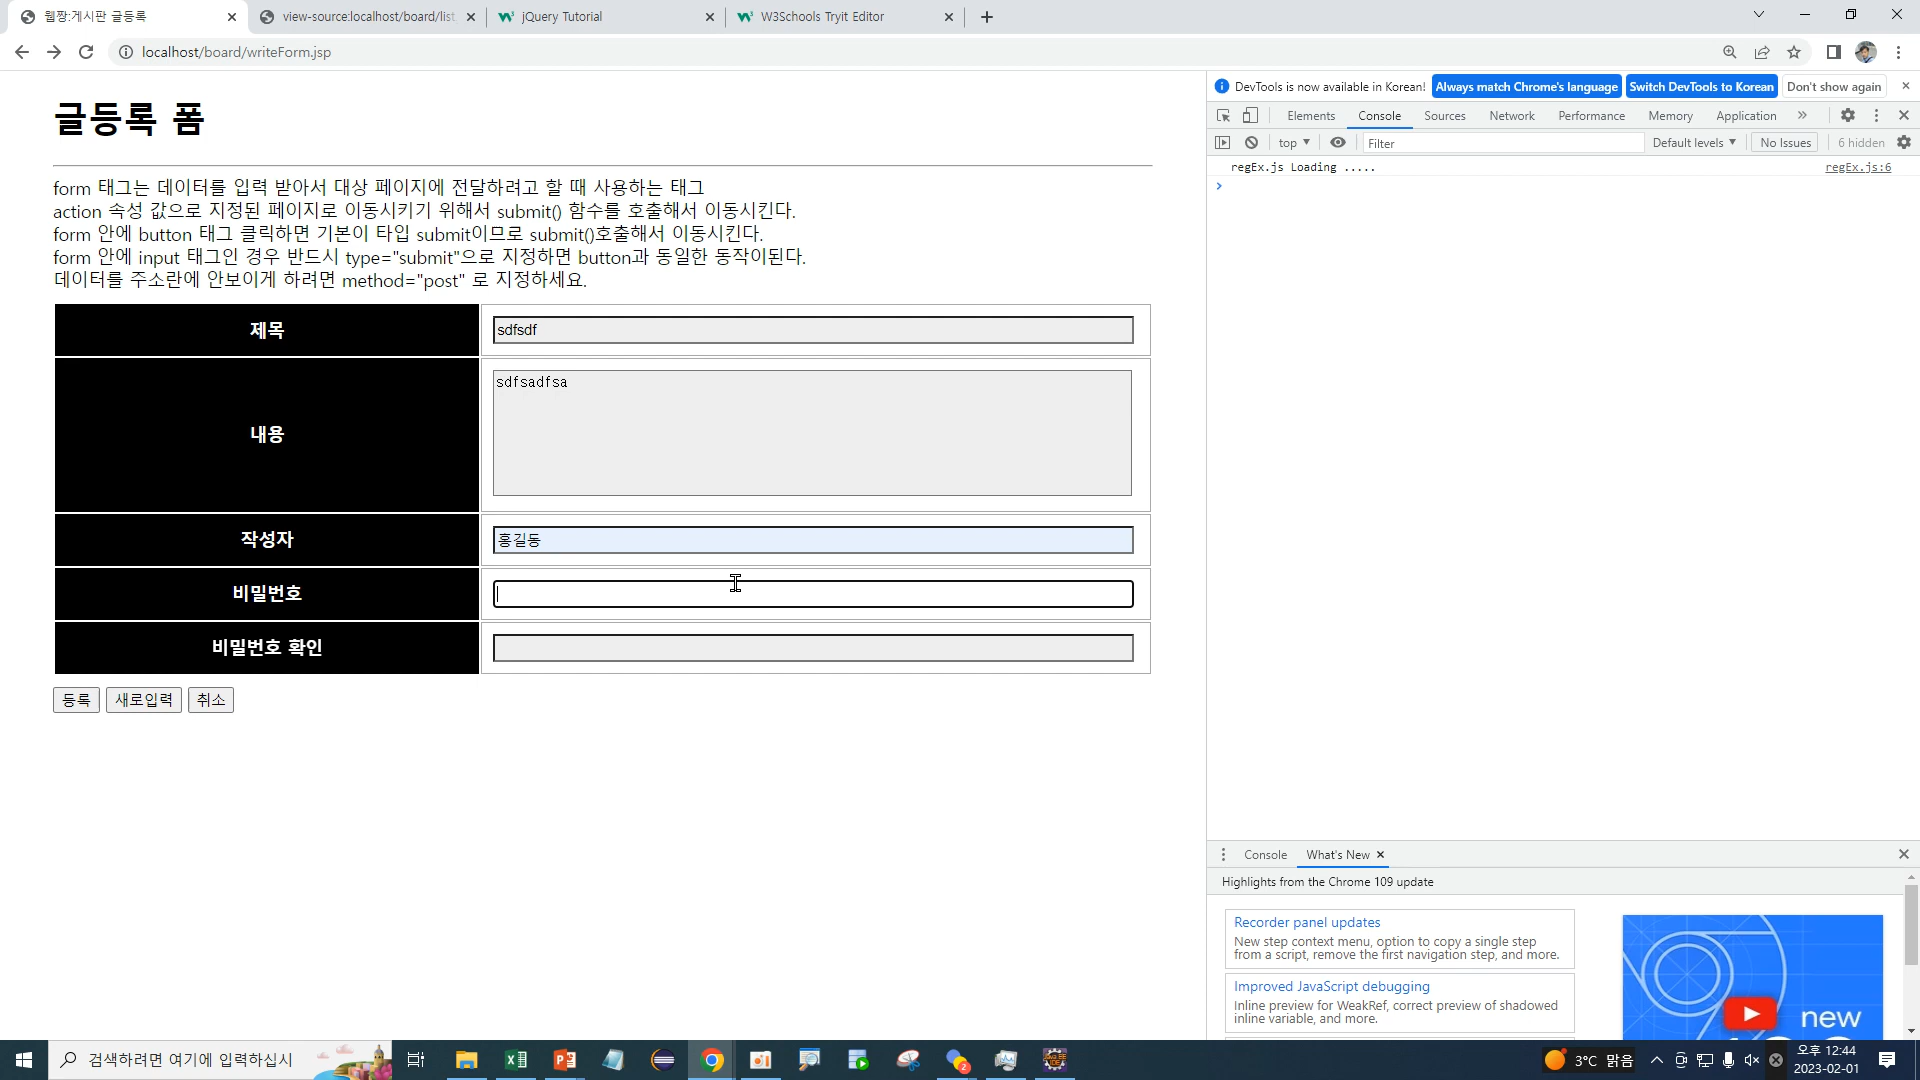 웹짱:게시판 글등록
view-source:localhost/board/list.
jQuery Tutorial
W3Schools Tryit Editor
localhost/board/writeForm.jsp
글등록 폼
form 태그는 데이터를 입력 받아서 대상 페이지에 전달하려고 할 때 사용하는 태그
action 속성 값으로 지정된 페이지로 이동시키기 위해서 submit() 함수를 호출해서 이동시킨다.
form 안에 button 태그 클릭하면 기본이 타입 submit이므로 submit()호출해서 이동시킨다.
form 안에 input 태그인 경우 반드시 type="submit"으로 지정하면 button과 동일한 동작이된다.
데이터를 주소란에 안보이게 하려면 method="post" 로 지정하세요.
제목 sdfsdf
내용 sdfsadfsa
작성자 홍길동
비밀번호
비밀번호 확인
등록 새로입력 취소
DevTools is now available in Korean! Always match Chrome's language Switch DevTools to Korean Don't show again
Elements Console Sources Network Performance Memory Application
top Filter Default levels No Issues 6 hidden
regEx.js Loading ..... regEx.js:6
Console What's New
Highlights from the Chrome 109 update
Recorder panel updates
New step context menu, option to copy a single step
from a script, remove the first navigation step, and more.
Improved JavaScript debugging
Inline preview for WeakRef, correct preview of shadowed
inline variable, and more.
new
검색하려면 여기에 입력하십시
2
3°C 맑음
오후 12:44
2023-02-01